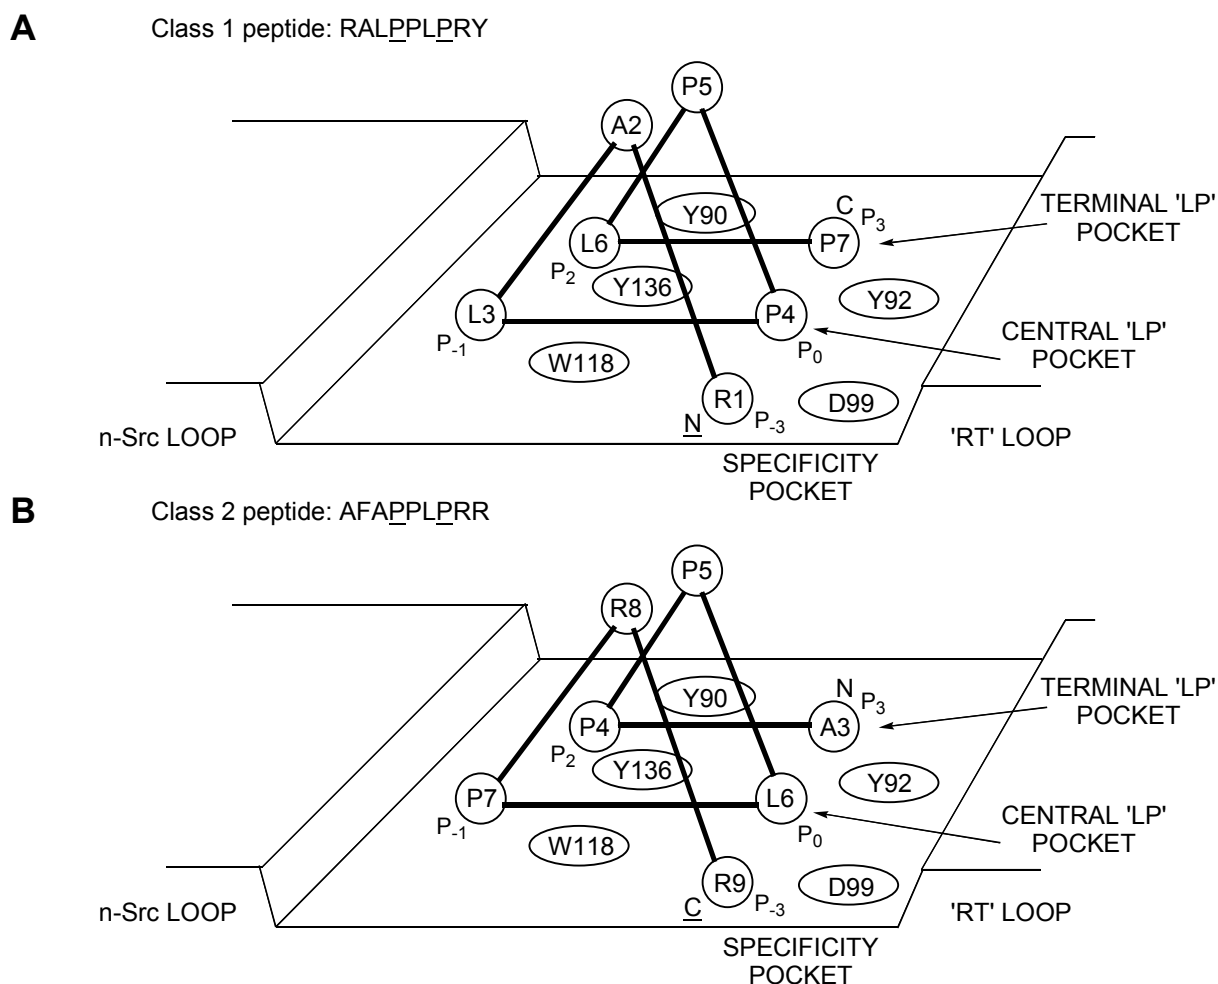 A
Class 1 peptide: RALPPLPRY
P5
A2
Y90
C
P3
TERMINAL 'LP'
POCKET
L6
P7
P2
Y136
Y92
L3
P4
P-1
P0
CENTRAL 'LP'
POCKET
W118
R1
D99
N
P-3
n-Src LOOP
'RT' LOOP
SPECIFICITY
POCKET
B
Class 2 peptide: AFAPPLPRR
P5
R8
Y90
N
P3
TERMINAL 'LP'
POCKET
P4
A3
P2
Y136
Y92
P7
L6
P-1
P0
CENTRAL 'LP'
POCKET
W118
R9
D99
C
P-3
n-Src LOOP
'RT' LOOP
SPECIFICITY
POCKET